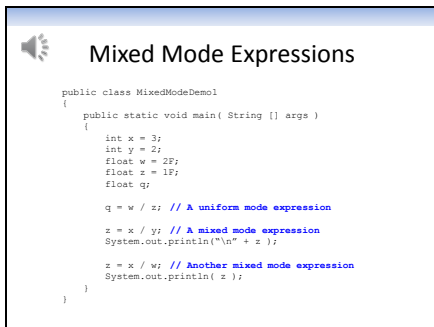 Mixed Mode Expressions
public class MixedModeDemo1
{
public static void main( String [] args )
{
int x = 3;
int y = 2;
float w = 2F;
float z = 1F;
float q;
q = w / z; // A uniform mode expression
z = x / y; // A mixed mode expression
System.out.println(“\n" + z );
z = x / w; // Another mixed mode expression
System.out.println( z );
}
}